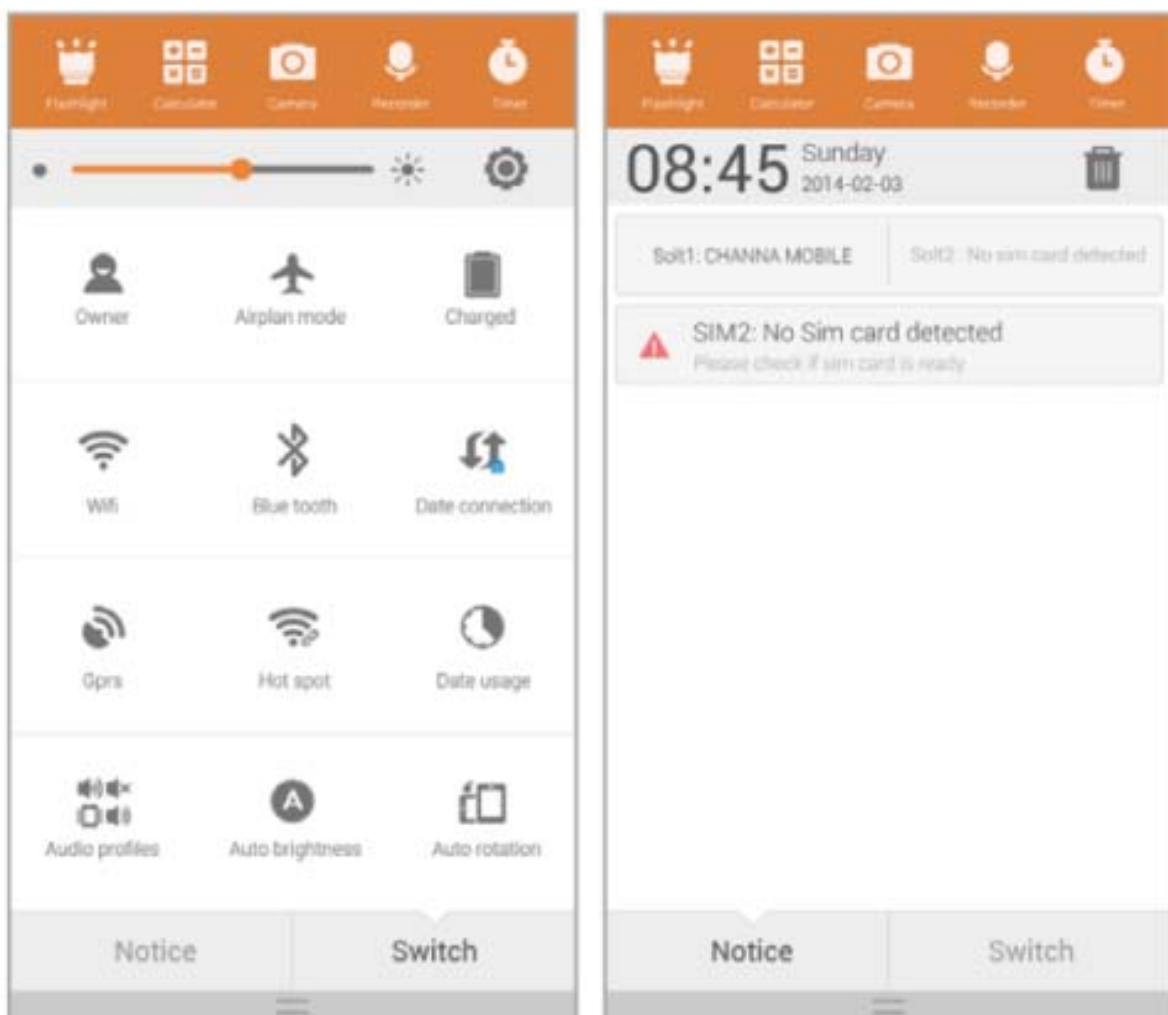 Flashlight Calculator Camera Recorder Timer
Owner Airplan mode Charged
Wifi Blue tooth Date connection
Gprs Hot spot Date usage
A
Audio profiles Auto brightness Auto rotation
Notice Switch
Flashlight Calculator Camera Recorder Timer
08:45 Sunday
2014-02-03
Solt1: CHANNA MOBILE Solt2 : No sim card detected
SIM2: No Sim card detected
Please check if sim card is ready
Notice Switch